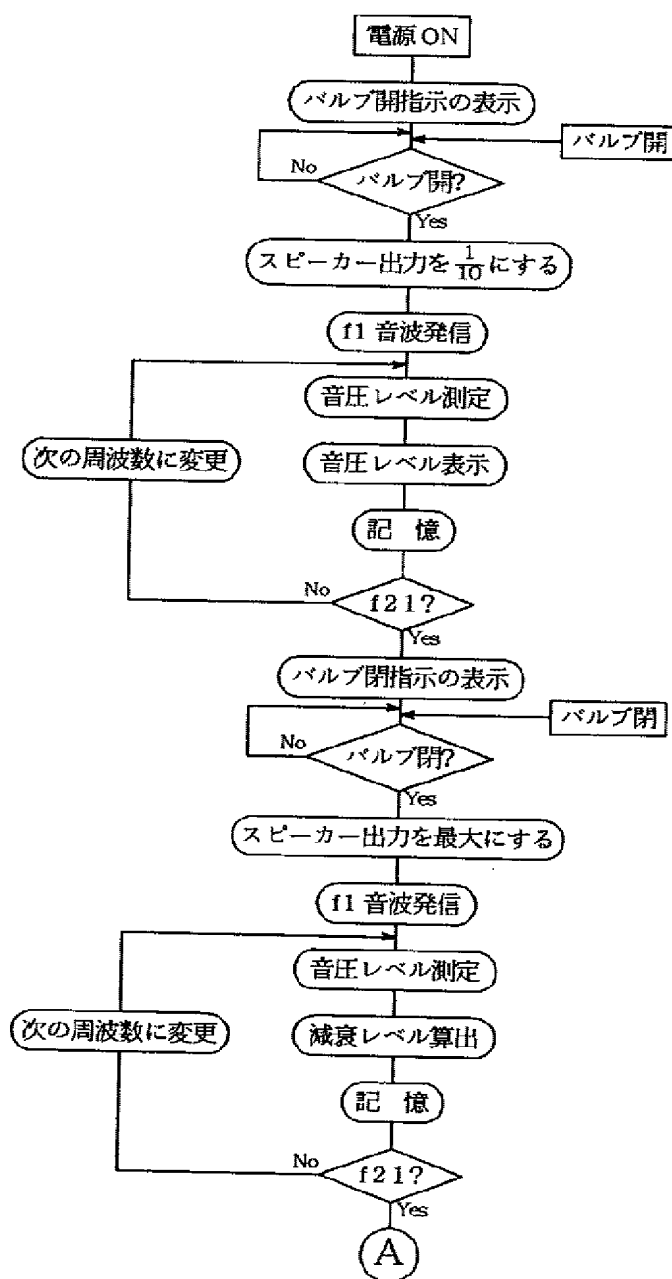 電源ON
バルブ開指示の表示
バルブ開
No
バルブ開?
Yes
スピーカー出力を1/10にする
f1 音波発信
音圧レベル測定
次の周波数に変更
音圧レベル表示
記 憶
No
f21?
Yes
バルブ閉指示の表示
バルブ閉
No
バルブ閉?
Yes
スピーカー出力を最大にする
f1 音波発信
音圧レベル測定
次の周波数に変更
減衰レベル算出
記 憶
No
f21?
Yes
A